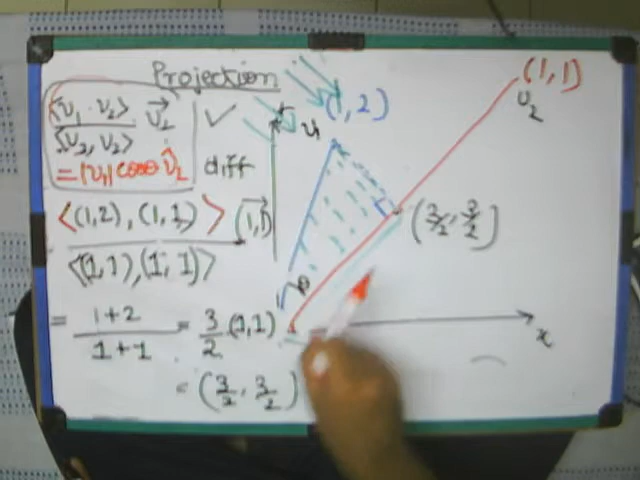 Projection
<v₁ · v₂> / <v₂, v₂> v₂→ ✓
= |v₁| cosθ v̂₂ diff
<(1,2), (1,1)> / <(1,1), (1,1)> (1,1)→
= 1+2 / 1+1 = 3/2 (1,1)
= (3/2, 3/2)
(1,2)
v₁
(1,1)
v₂
(3/2, 3/2)
θ
x